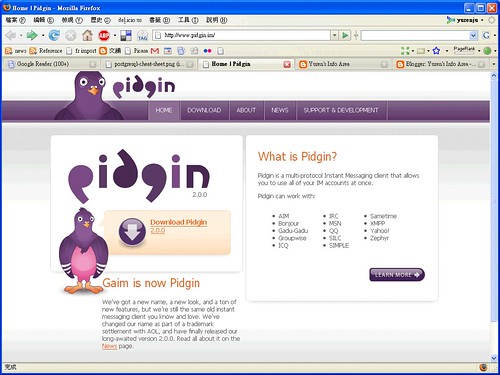 Home | Pidgin - Mozilla Firefox
檔案(F) 編輯(E) 檢視(V) 歷史(S) del.icio.us 書籤(B) 工具(T) 說明(H)
http://www.pidgin.im/
news Reference fr import 交通 Picasa
PageRank
Google Reader (100+) postgresql-cheat-sheet.png (i... Home | Pidgin Yuren's Info Area - Blogger: Yuren's Info Area - ...
pidgin
HOME DOWNLOAD ABOUT NEWS SUPPORT & DEVELOPMENT
pidgin
2.0.0
Download Pidgin
2.0.0
What is Pidgin?
Pidgin is a multi-protocol Instant Messaging client that allows
you to use all of your IM accounts at once.
Pidgin can work with:
• AIM • IRC • Sametime
• Bonjour • MSN • XMPP
• Gadu-Gadu • QQ • Yahoo!
• Groupwise • SILC • Zephyr
• ICQ • SIMPLE
LEARN MORE
Gaim is now Pidgin
We've got a new name, a new look, and a ton of
new features, but we're still the same old instant
messaging client you know and love. We've
changed our name as part of a trademark
settlement with AOL, and have finally released our
long-awaited version 2.0.0. Read all about it on the
News page.
完成